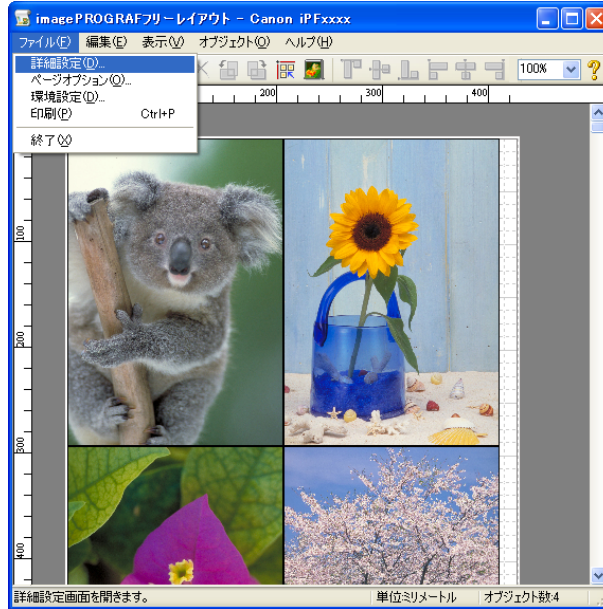 imagePROGRAFフリーレイアウト - Canon iPFxxxx
ファイル(F) 編集(E) 表示(V) オブジェクト(O) ヘルプ(H)
詳細設定(D)...
ページオプション(O)...
環境設定(D)...
印刷(P) Ctrl+P
終了(X)
100%
200 300 400
100
200
300
400
詳細設定画面を開きます。 単位:ミリメートル オブジェクト数:4